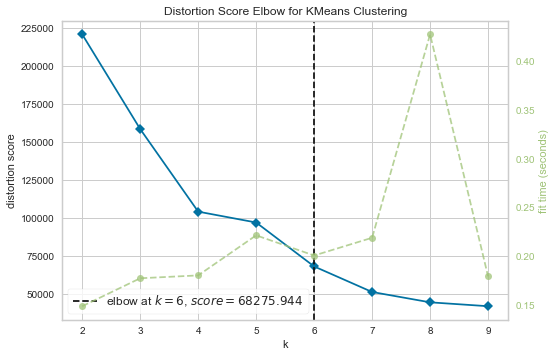 Distortion Score Elbow for KMeans Clustering
225000
200000
175000
150000
125000
100000
75000
50000
distortion score
0.40
0.35
0.30
0.25
0.20
0.15
fit time (seconds)
elbow at k = 6, score = 68275.944
2 3 4 5 6 7 8 9
k